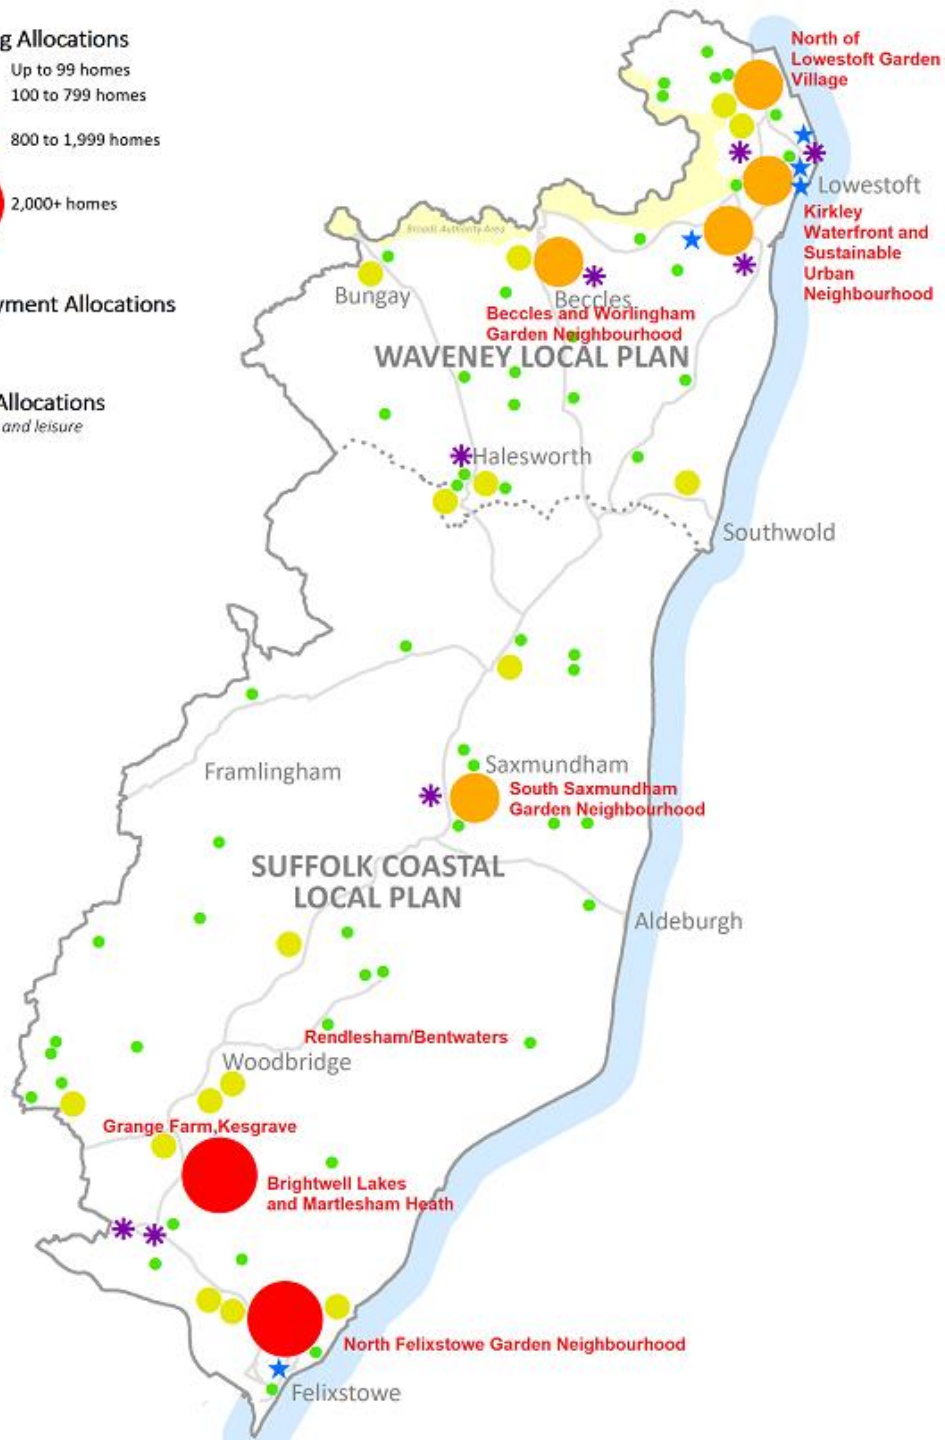 g Allocations
Up to 99 homes
100 to 799 homes
800 to 1,999 homes
2,000+ homes
yment Allocations
Allocations
and leisure
North of
Lowestoft Garden
Village
Lowestoft
Kirkley
Waterfront and
Sustainable
Urban
Neighbourhood
Broads Authority Area
Bungay
Beccles
Beccles and Worlingham
Garden Neighbourhood
WAVENEY LOCAL PLAN
Halesworth
Southwold
Framlingham
Saxmundham
South Saxmundham
Garden Neighbourhood
SUFFOLK COASTAL
LOCAL PLAN
Aldeburgh
Rendlesham/Bentwaters
Woodbridge
Grange Farm,Kesgrave
Brightwell Lakes
and Martlesham Heath
North Felixstowe Garden Neighbourhood
Felixstowe